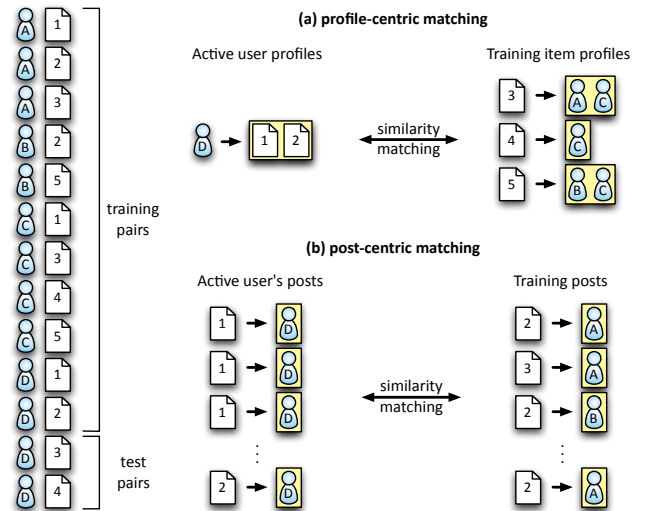 A 1
A 2
A 3
B 2
B 5
C 1
C 3
C 4
C 5
D 1
D 2
D 3
D 4
training
pairs
test
pairs
(a) profile-centric matching
Active user profiles
Training item profiles
D 1 2
similarity
matching
3 A C
4 C
5 B C
(b) post-centric matching
Active user's posts
Training posts
1 D
1 D
1 D
2 D
similarity
matching
2 A
3 A
2 B
2 A